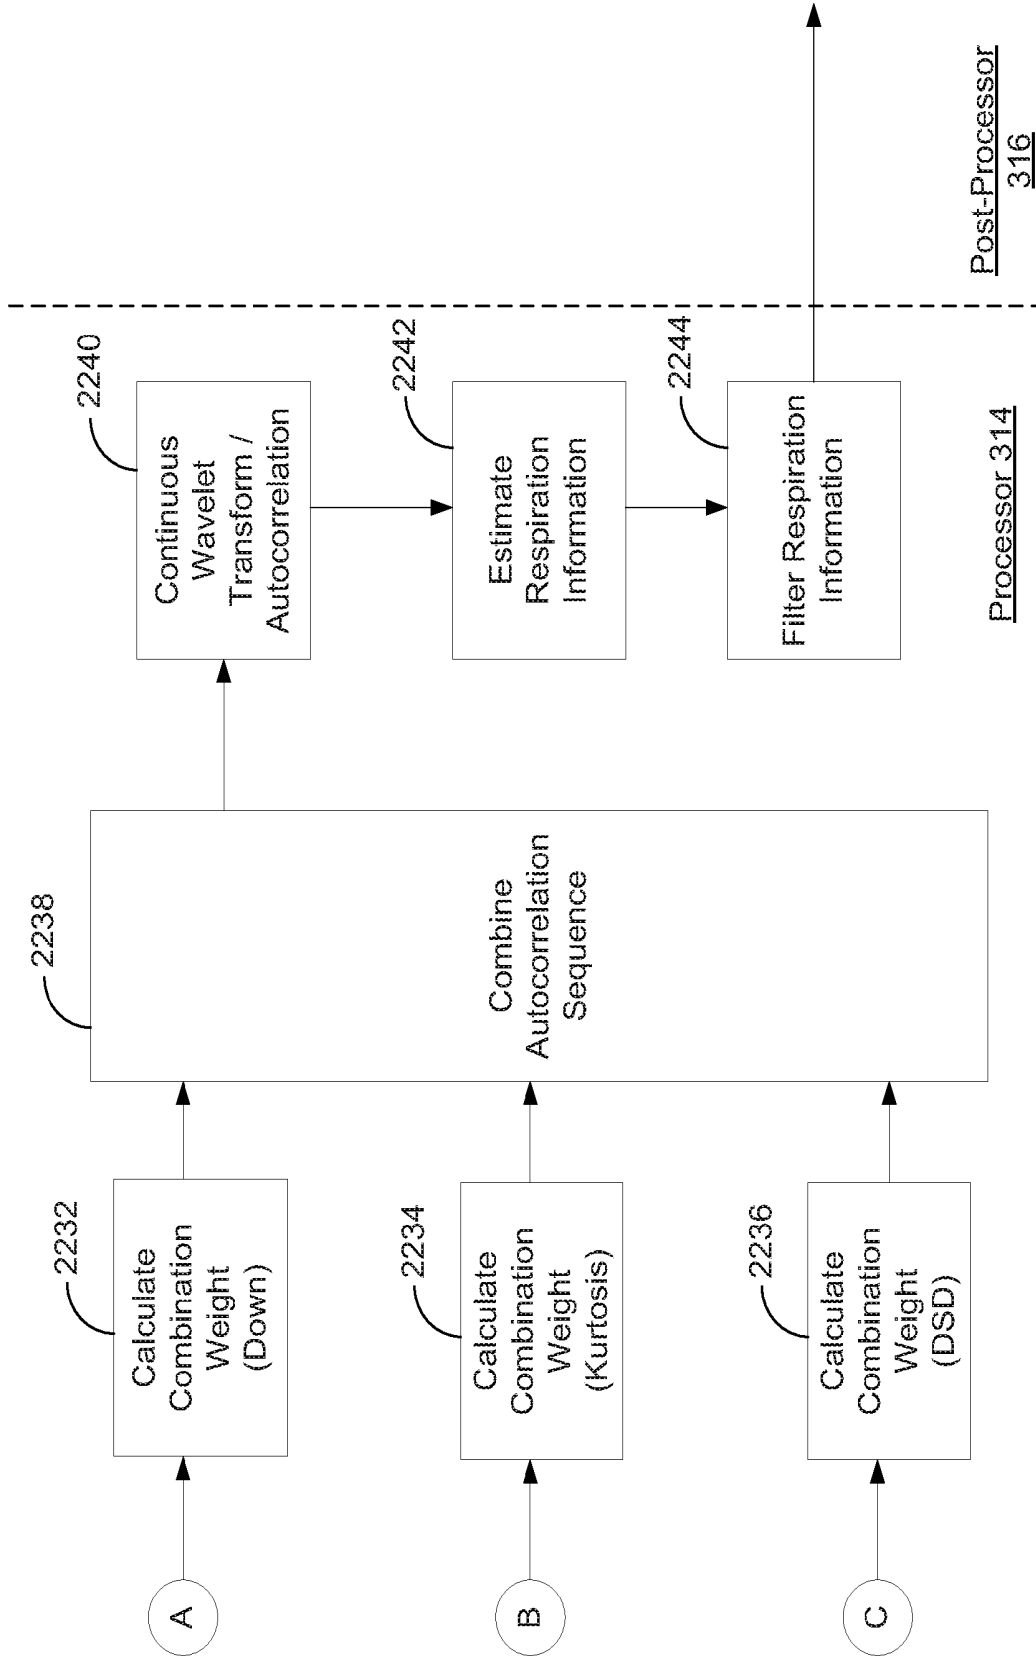 A
2232
Calculate
Combination
Weight
(Down)
B
2234
Calculate
Combination
Weight
(Kurtosis)
C
2236
Calculate
Combination
Weight
(DSD)
2238
Combine
Autocorrelation
Sequence
2240
Continuous
Wavelet
Transform /
Autocorrelation
2242
Estimate
Respiration
Information
2244
Filter Respiration
Information
Processor 314
Post-Processor
316